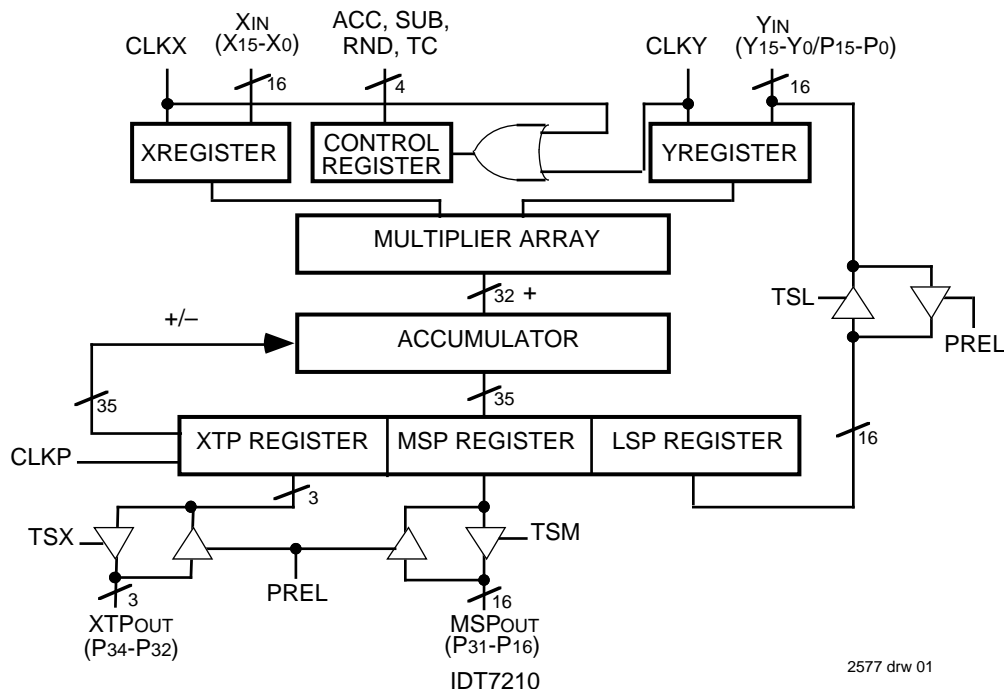 CLKX
XIN
(X15-X0)
ACC, SUB,
RND, TC
CLKY
YIN
(Y15-Y0/P15-P0)
16
4
16
XREGISTER
CONTROL
REGISTER
YREGISTER
MULTIPLIER ARRAY
32 +
TSL
PREL
+/–
ACCUMULATOR
35
35
16
XTP REGISTER
MSP REGISTER
LSP REGISTER
CLKP
3
TSX
TSM
PREL
3
16
XTPOUT
(P34-P32)
MSPOUT
(P31-P16)
IDT7210
2577 drw 01